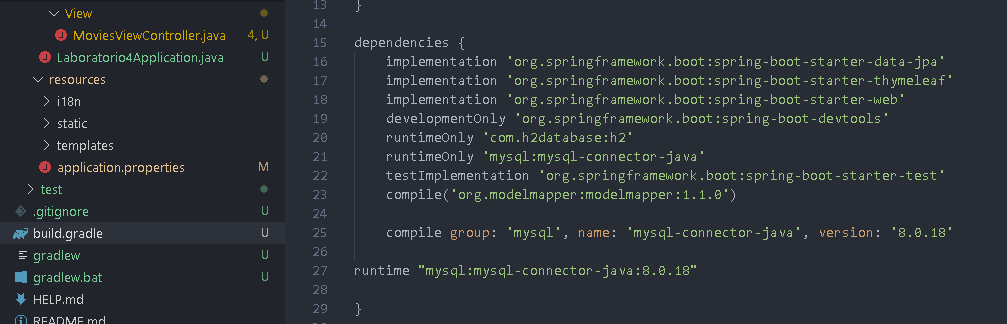 View
MoviesViewController.java 4, U
Laboratorio4Application.java U
resources
i18n
static
templates
application.properties M
test
.gitignore U
build.gradle U
gradlew U
gradlew.bat U
HELP.md
README.md
13 }
14
15 dependencies {
16 implementation 'org.springframework.boot:spring-boot-starter-data-jpa'
17 implementation 'org.springframework.boot:spring-boot-starter-thymeleaf'
18 implementation 'org.springframework.boot:spring-boot-starter-web'
19 developmentOnly 'org.springframework.boot:spring-boot-devtools'
20 runtimeOnly 'com.h2database:h2'
21 runtimeOnly 'mysql:mysql-connector-java'
22 testImplementation 'org.springframework.boot:spring-boot-starter-test'
23 compile('org.modelmapper:modelmapper:1.1.0')
24
25 compile group: 'mysql', name: 'mysql-connector-java', version: '8.0.18'
26
27 runtime "mysql:mysql-connector-java:8.0.18"
28
29 }